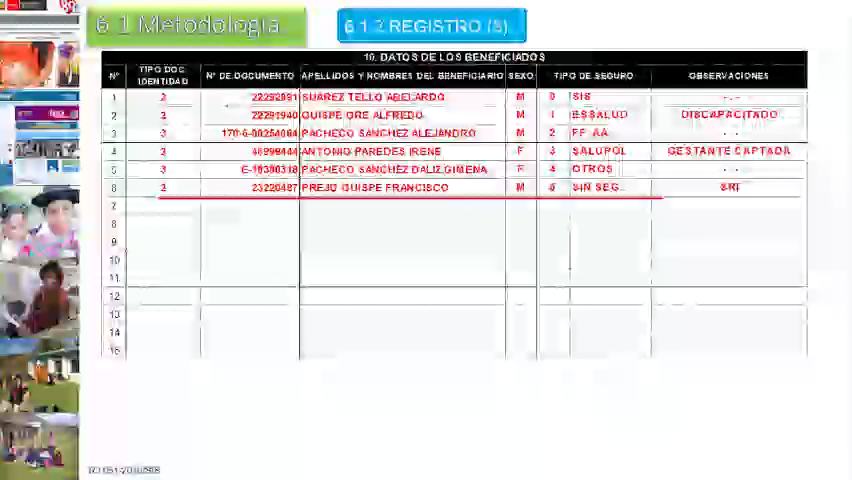 6.1 Metodología.
6.1.2 REGISTRO (5)
10. DATOS DE LOS BENEFICIADOS
Nº TIPO DOC. IDENTIDAD Nº DE DOCUMENTO APELLIDOS Y NOMBRES DEL BENEFICIARIO SEXO TIPO DE SEGURO OBSERVACIONES
1 2 SUAREZ TELLO ABELARDO M 0 SIS - - -
2 2 QUISPE ORE ALFREDO M 1 ESSALUD DISCAPACITADO
3 3 PACHECO SANCHEZ ALEJANDRO M 2 FF AA - - -
4 2 ANTONIO PAREDES IRENE F 3 SALUPOL GESTANTE CAPTADA
5 3 PACHECO SANCHEZ DALIZ GIMENA F 4 OTROS - - -
6 2 23220487 PREJO QUISPE FRANCISCO M 5 SIN SEG. SRI
7
8
9
10
11
12
13
14
15